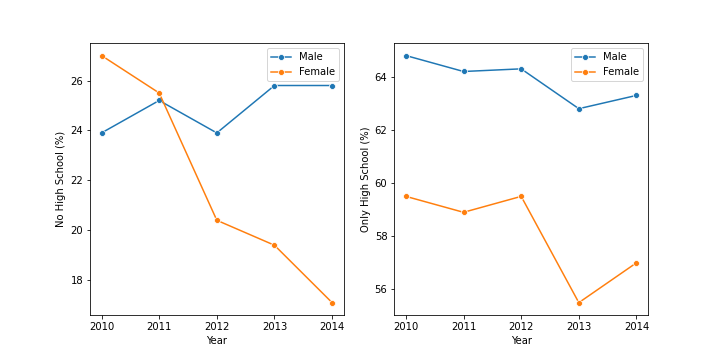 No High School (%)
26
24
22
20
18
2010 2011 2012 2013 2014
Year
Male
Female
Only High School (%)
64
62
60
58
56
2010 2011 2012 2013 2014
Year
Male
Female